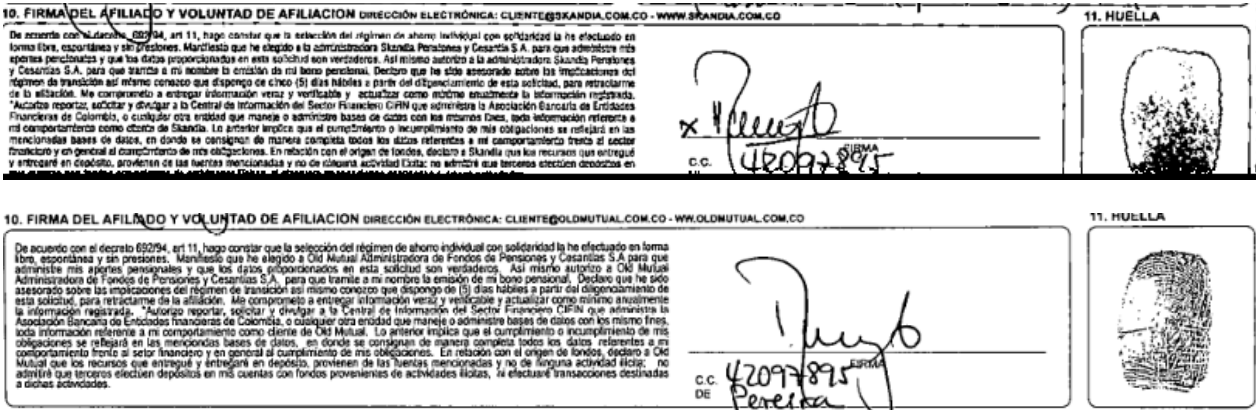 10. FIRMA DEL AFILIADO Y VOLUNTAD DE AFILIACION DIRECCIÓN ELECTRÓNICA: CLIENTE@SKANDIA.COM.CO - WWW.SKANDIA.COM.CO
11. HUELLA
De acuerdo con el decreto 692/94, art 11, hago constar que la selección del régimen de ahorro individual con solidaridad la he efectuado en
forma libre, espontánea y sin presiones. Manifiesto que he elegido a la administradora Skandia Pensiones y Cesantía S.A. para que administre mis
aportes pensionales y que los datos proporcionados en esta solicitud son verdaderos. Así mismo autorizo a la administradora Skandia Pensiones
y Cesantías S.A. para que tramite a mi nombre la emisión de mi bono pensional. Declaro que he sido asesorado sobre las implicaciones del
régimen de transición así mismo conozco que dispongo de cinco (5) días hábiles a partir del diligenciamiento de esta solicitud, para retractarme
de la afiliación. Me comprometo a entregar información veraz y verificable y actualizar como mínimo anualmente la información registrada.
"Autorizo reportar, solicitar y divulgar a la Central de Información del Sector Financiero CIFIN que administra la Asociación Bancaria de Entidades
Financieras de Colombia, o cualquier otra entidad que maneje o administre bases de datos con los mismos fines, toda información referente a
mi comportamiento como cliente de Skandia. Lo anterior implica que el cumplimiento o incumplimiento de mis obligaciones se reflejará en las
mencionadas bases de datos, en donde se consignan de manera completa todos los datos referentes a mi comportamiento frente al sector
financiero y en general al cumplimiento de mis obligaciones. En relación con el origen de fondos, declaro a Skandia que los recursos que entregué
y entregaré en depósito, provienen de las fuentes mencionadas y no de ninguna actividad ilícita; no admitiré que terceros efectúen depósitos en
x
FIRMA
C.C. 42097895
10. FIRMA DEL AFILIADO Y VOLUNTAD DE AFILIACION DIRECCIÓN ELECTRÓNICA: CLIENTE@OLDMUTUAL.COM.CO - WW.OLDMUTUAL.COM.CO
11. HUELLA
De acuerdo con el decreto 692/94, art 11, hago constar que la selección del régimen de ahorro individual con solidaridad la he efectuado en forma
libre, espontánea y sin presiones. Manifiesto que he elegido a Old Mutual Administradora de Fondos de Pensiones y Cesantías S.A para que
administre mis aportes pensionales y que los datos proporcionados en esta solicitud son verdaderos. Así mismo autorizo a Old Mutual
Administradora de Fondos de Pensiones y Cesantías S.A. para que tramite a mi nombre la emisión de mi bono pensional. Declaro que he sido
asesorado sobre las implicaciones del régimen de transición así mismo conozco que dispongo de (5) días hábiles a partir del diligenciamiento de
esta solicitud, para retractarme de la afiliación. Me comprometo a entregar información veraz y verificable y actualizar como mínimo anualmente
la información registrada. "Autorizo reportar, solicitar y divulgar a la Central de Información del Sector Financiero CIFIN que administra la
Asociación Bancaria de Entidades financieras de Colombia, o cualquier otra entidad que maneje o administre bases de datos con los mismo fines,
toda información referente a mi comportamiento como cliente de Old Mutual. Lo anterior implica que el cumplimiento o incumplimiento de mis
obligaciones se reflejará en las menciondas bases de datos, en donde se consignan de manera completa todos los datos referentes a mi
comportamiento frente al setor financiero y en general al cumplimiento de mis obligaciones. En relación con el origen de fondos, declaro a Old
Mutual que los recursos que entregué y entregaré en depósito, provienen de las fuentes mencionadas y no de ninguna actividad ilícita; no
admitiré que terceros efectúen depósitos en mis cuentas con fondos provenientes de actividades ilícitas, ni efectuaré transacciones destinadas
a dichas actividades.
FIRMA
C.C. 42097895
DE Pereira